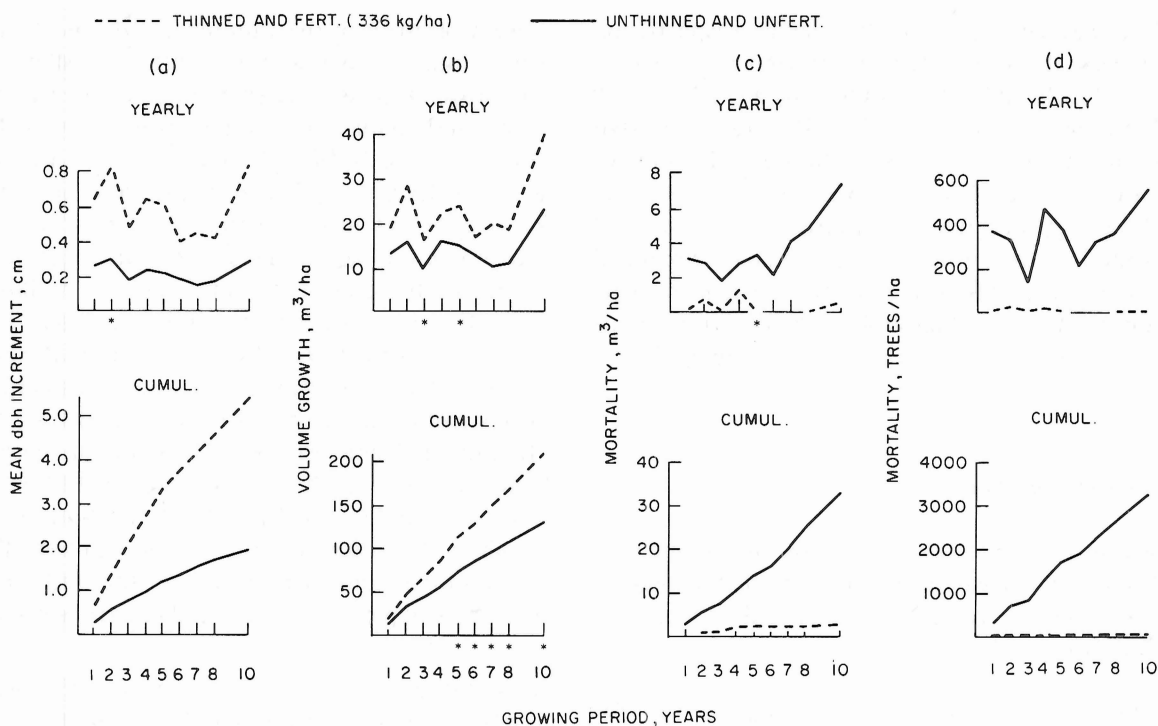 THINNED AND FERT. (336 kg/ha)
UNTHINNED AND UNFERT.
(a)
(b)
(c)
(d)
YEARLY
YEARLY
YEARLY
YEARLY
MEAN dbh INCREMENT, cm
0.8
0.6
0.4
0.2
*
CUMUL.
5.0
4.0
3.0
2.0
1.0
1 2 3 4 5 6 7 8 10
VOLUME GROWTH, m³/ha
40
30
20
10
* *
CUMUL.
200
150
100
50
* * * * *
1 2 3 4 5 6 7 8 10
MORTALITY, m³/ha
8
6
4
2
*
CUMUL.
40
30
20
10
1 2 3 4 5 6 7 8 10
MORTALITY, TREES/ha
600
400
200
CUMUL.
4000
3000
2000
1000
1 2 3 4 5 6 7 8 10
GROWING PERIOD, YEARS